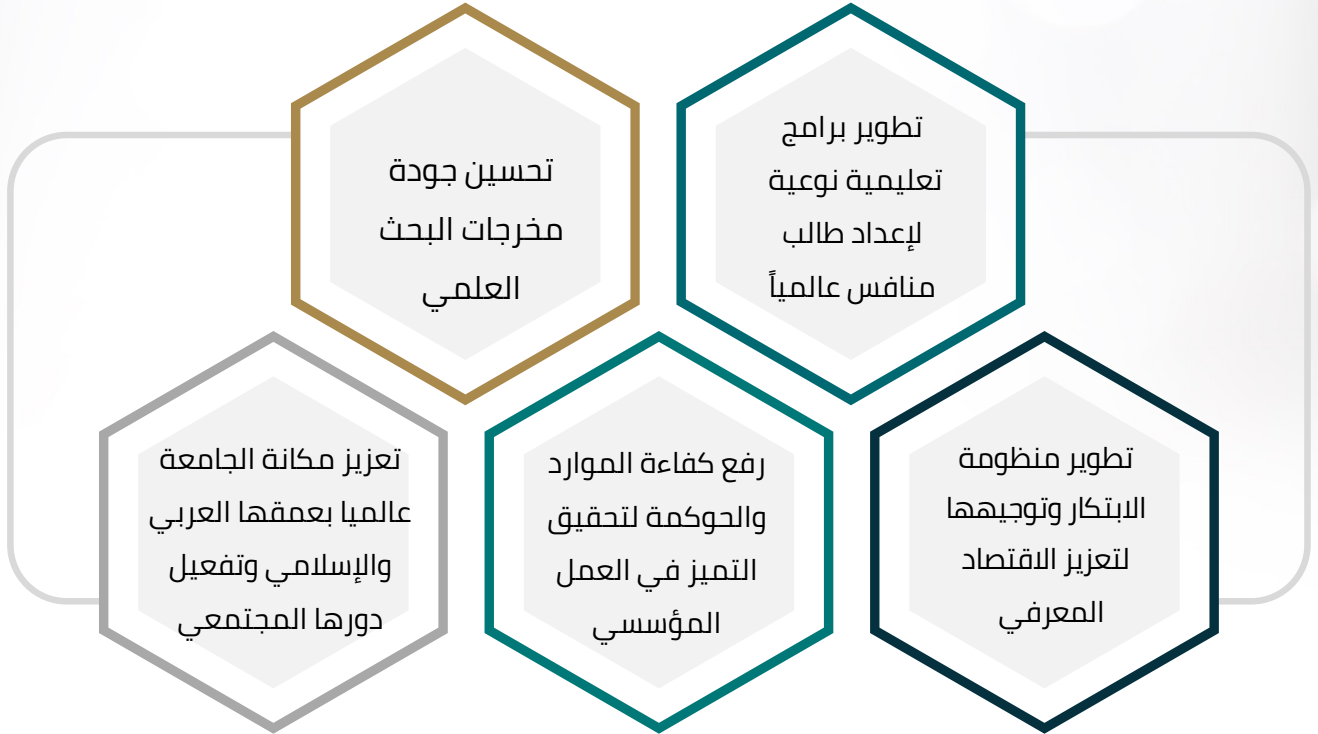 تطوير برامج
تعليمية نوعية
لإعداد طالب
منافس عالمياً
تحسين جودة
مخرجات البحث
العلمي
تطوير منظومة
الابتكار وتوجيهها
لتعزيز الاقتصاد
المعرفي
رفع كفاءة الموارد
والحوكمة لتحقيق
التميز في العمل
المؤسسي
تعزيز مكانة الجامعة
عالميا بعمقها العربي
والإسلامي وتفعيل
دورها المجتمعي